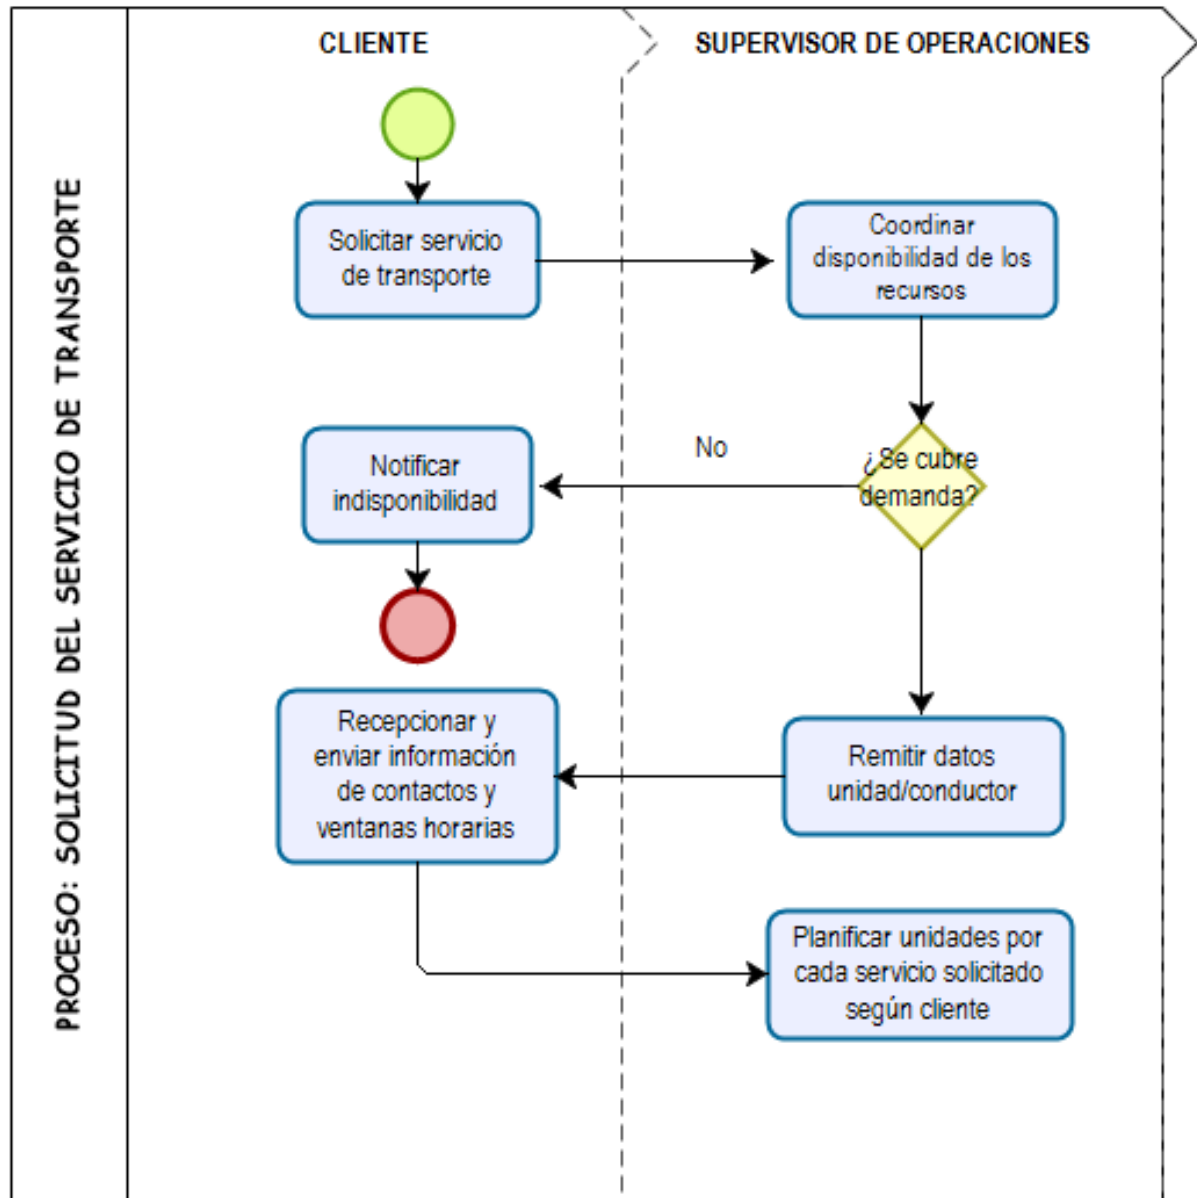 PROCESO: SOLICITUD DEL SERVICIO DE TRANSPORTE
CLIENTE
SUPERVISOR DE OPERACIONES
Solicitar servicio
de transporte
Coordinar
disponibilidad de los
recursos
¿Se cubre
demanda?
No
Notificar
indisponibilidad
Remitir datos
unidad/conductor
Recepcionar y
enviar información
de contactos y
ventanas horarias
Planificar unidades por
cada servicio solicitado
según cliente